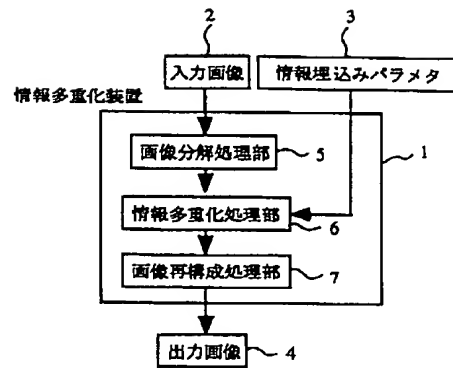 2
3
入力画像
情報埋込みパラメタ
情報多重化装置
画像分解処理部
5
1
情報多重化処理部
6
画像再構成処理部
7
出力画像
4